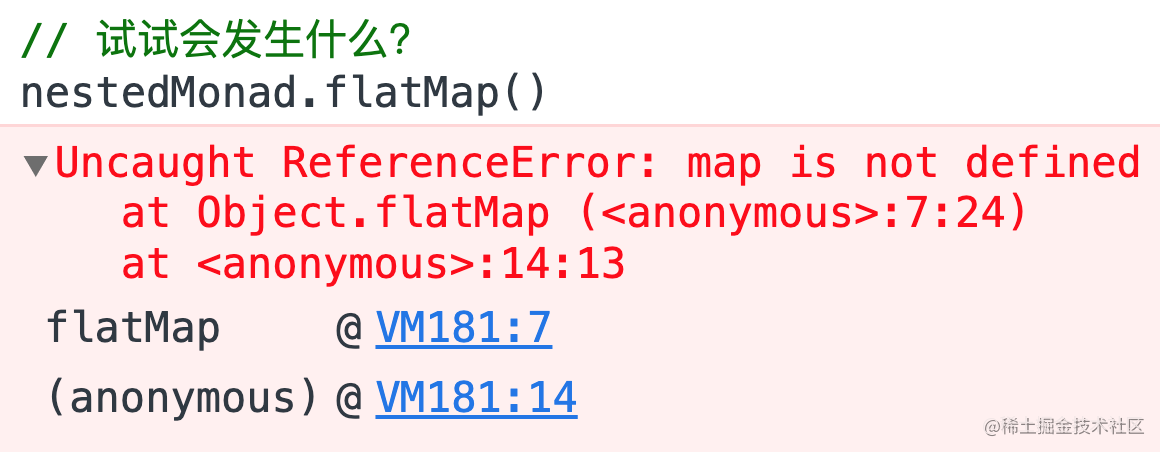 // 试试会发生什么?
nestedMonad.flatMap()
▼Uncaught ReferenceError: map is not defined
at Object.flatMap (<anonymous>:7:24)
at <anonymous>:14:13
flatMap @ VM181:7
(anonymous) @ VM181:14
@稀土掘金技术社区